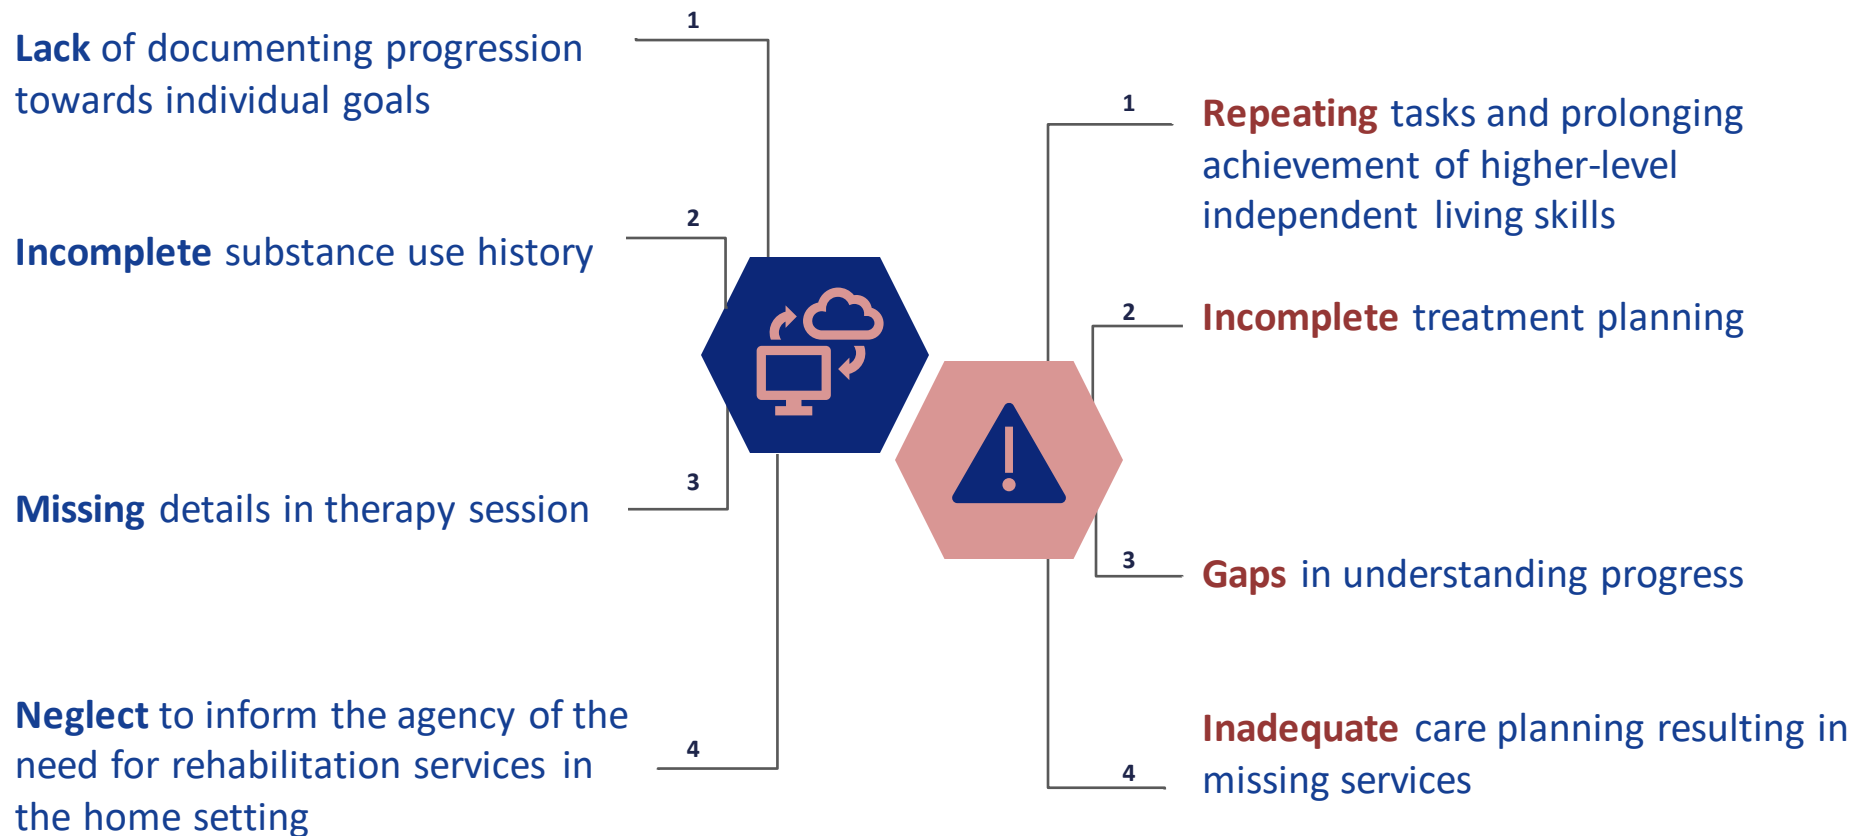 1
Lack of documenting progression
towards individual goals
2
Incomplete substance use history
3
Missing details in therapy session
4
Neglect to inform the agency of the
need for rehabilitation services in
the home setting
1
Repeating tasks and prolonging
achievement of higher-level
independent living skills
2
Incomplete treatment planning
3
Gaps in understanding progress
4
Inadequate care planning resulting in
missing services